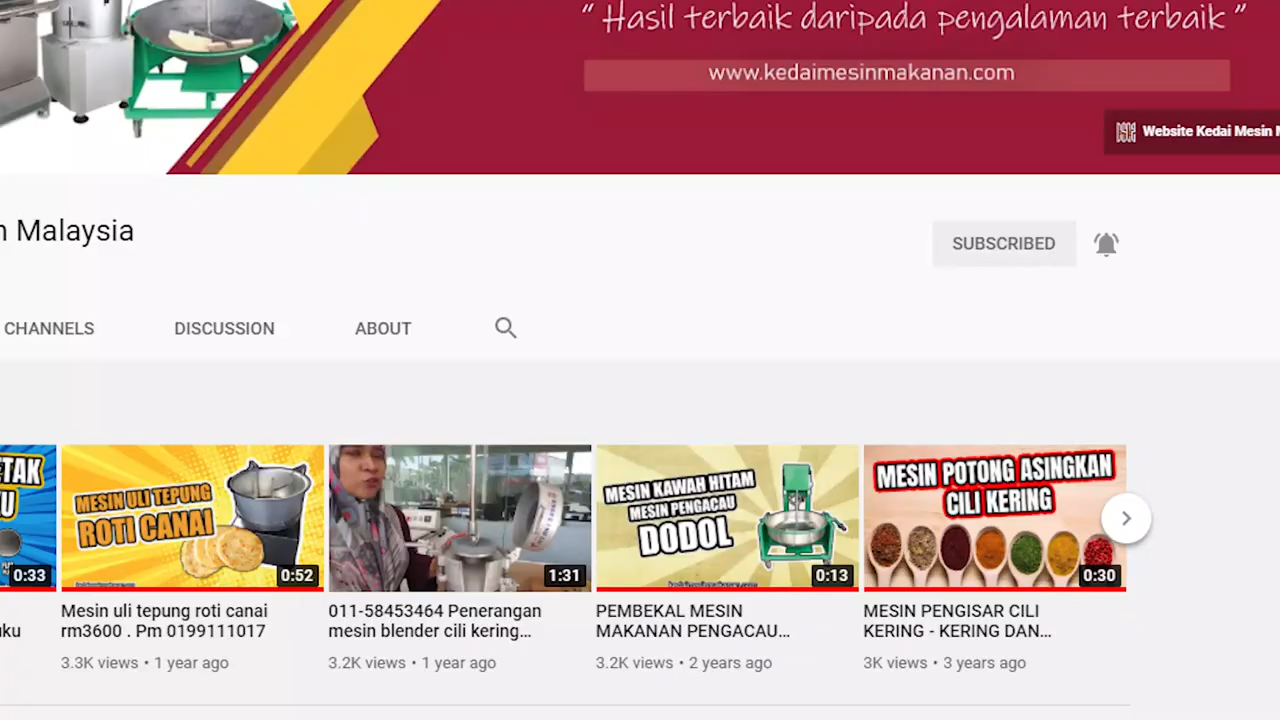 “ Hasil terbaik daripada pengalaman terbaik ”
www.kedaimesinmakanan.com
Website Kedai Mesin
Malaysia
SUBSCRIBED
CHANNELS
DISCUSSION
ABOUT
ETAK
0:33
MESIN ULI TEPUNG
ROTI CANAI
0:52
1:31
MESIN KAWAH HITAM
MESIN PENGACAU
DODOL
0:13
MESIN POTONG ASINGKAN
CILI KERING
0:30
Mesin uli tepung roti canai
rm3600 . Pm 0199111017
3.3K views • 1 year ago
011-58453464 Penerangan
mesin blender cili kering...
3.2K views • 1 year ago
PEMBEKAL MESIN
MAKANAN PENGACAU...
3.2K views • 2 years ago
MESIN PENGISAR CILI
KERING - KERING DAN...
3K views • 3 years ago